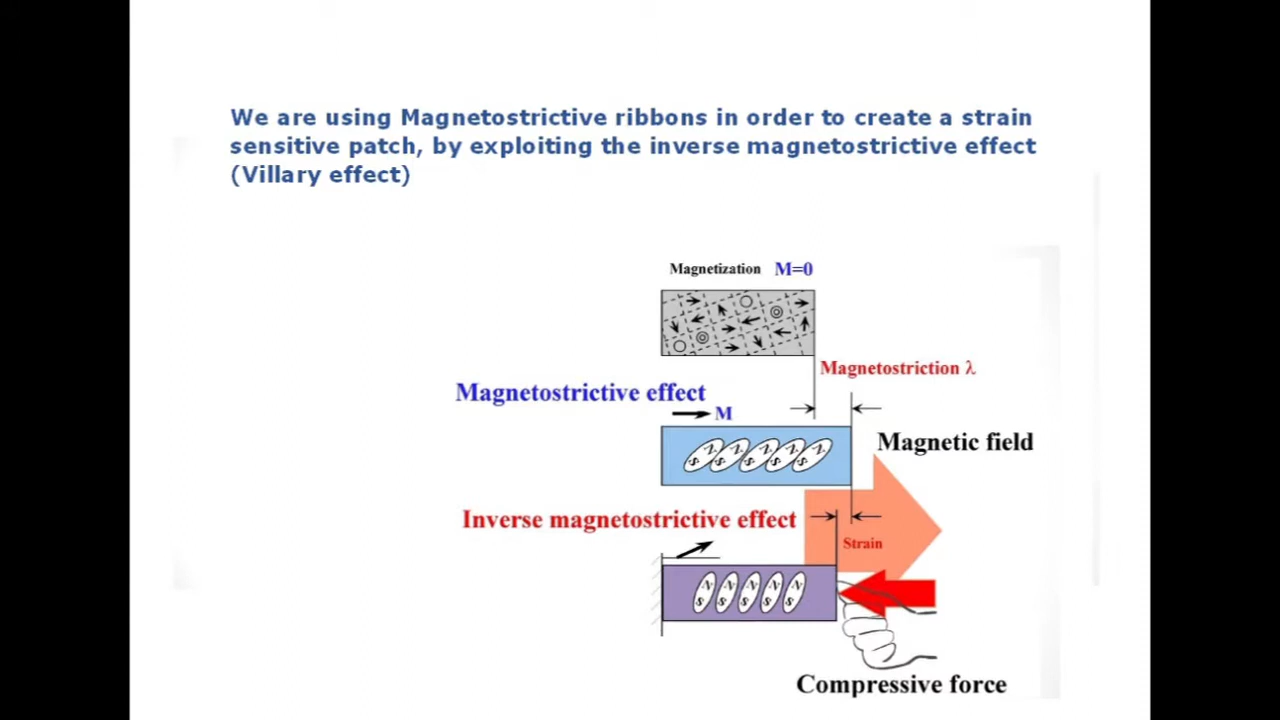 We are using Magnetostrictive ribbons in order to create a strain
sensitive patch, by exploiting the inverse magnetostrictive effect
(Villary effect)
Magnetization M=0
Magnetostriction λ
Magnetostrictive effect
M
Magnetic field
N N N N N
S S S S S
Inverse magnetostrictive effect
Strain
N N N N N
S S S S S
Compressive force